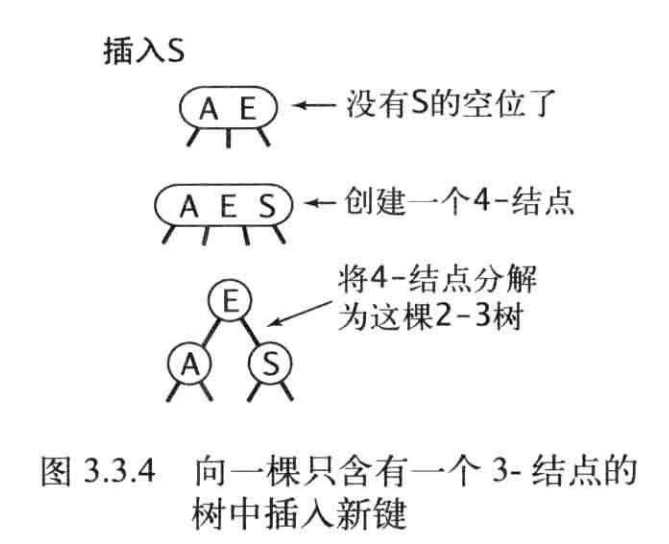 插入S
A E
没有S的空位了
A E S
创建一个4-结点
将4-结点分解
为这棵2-3树
E
A S
图 3.3.4 向一棵只含有一个 3- 结点的
树中插入新键